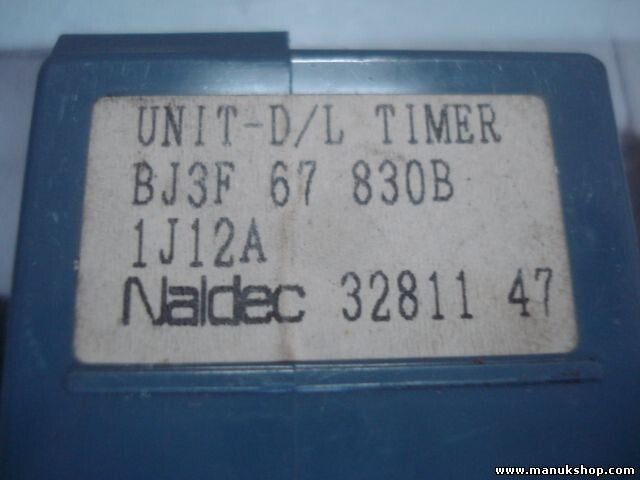 UNIT-D/L TIMER
BJ3F 67 830B
1J12A
Naldec 32811 47
www.manukshop.com